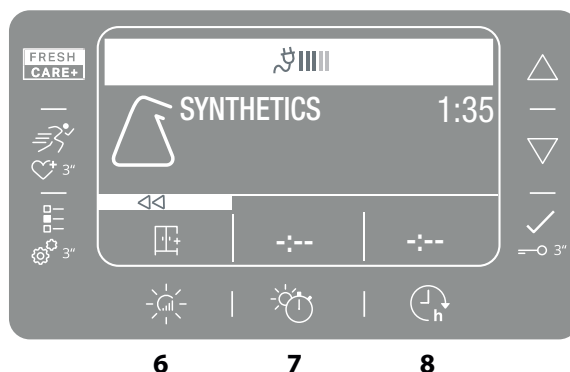 FRESH
CARE+
SYNTHETICS 1:35
3“
3“
-:-- -:--
3“
h
6 7 8